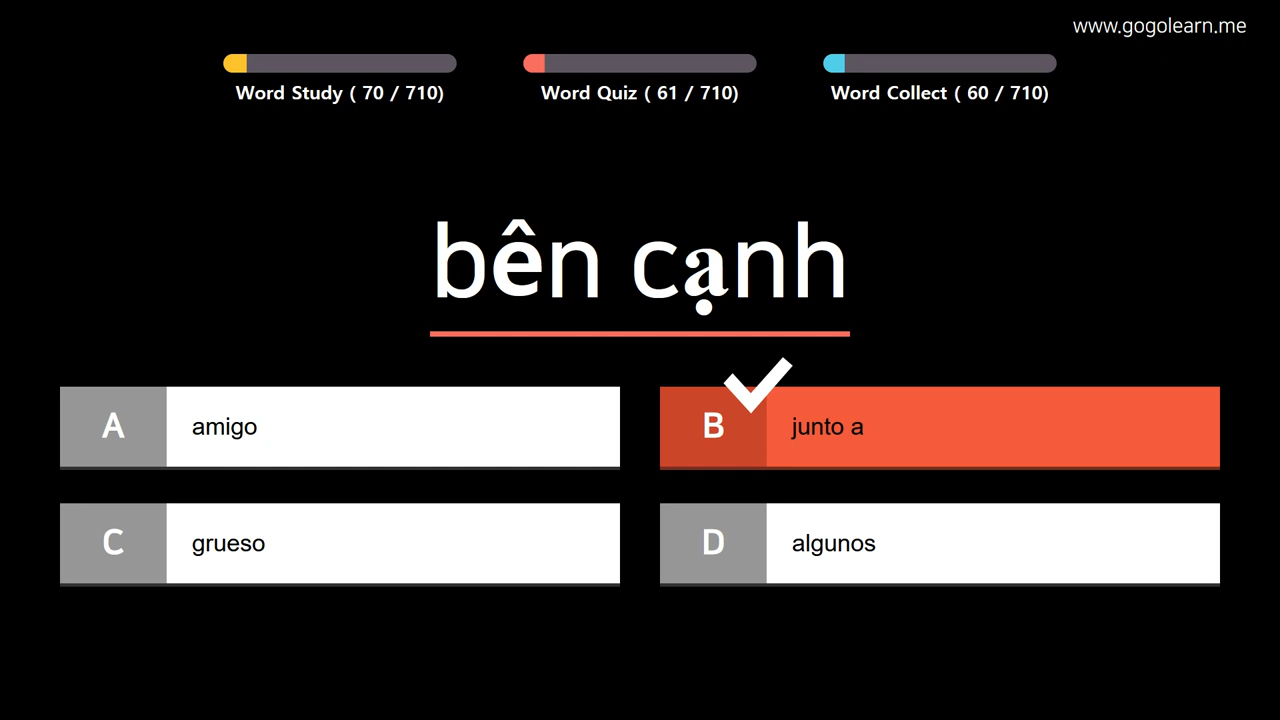 www.gogolearn.me
Word Study ( 70 / 710)
Word Quiz ( 61 / 710)
Word Collect ( 60 / 710)
bên cạnh
A amigo
B junto a
C grueso
D algunos